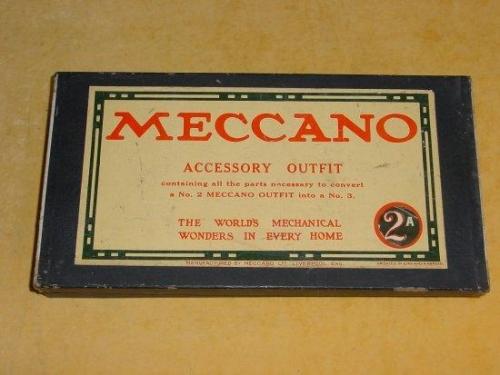 MECCANO
ACCESSORY OUTFIT
containing all the parts necessary to convert
a No. 2 MECCANO OUTFIT into a No. 3.
THE WORLD'S MECHANICAL
WONDERS IN EVERY HOME
2A
MANUFACTURED BY MECCANO LTD. LIVERPOOL, ENG.